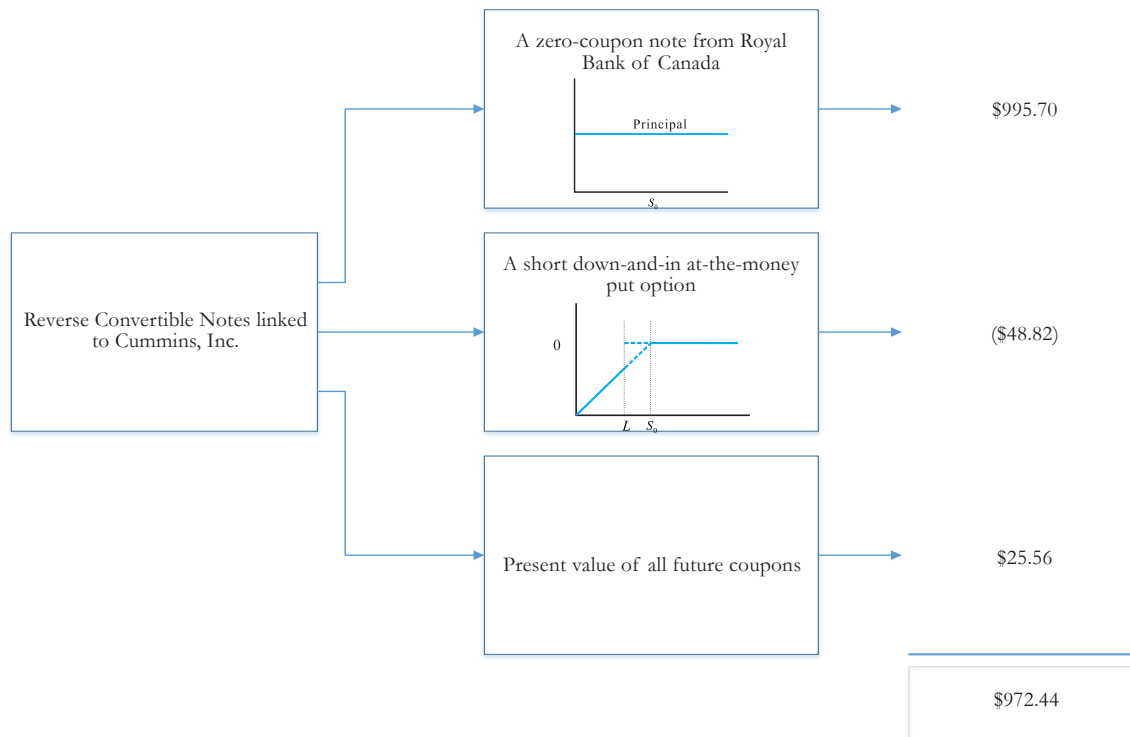 A zero-coupon note from Royal
Bank of Canada
Principal
S₀
$995.70
Reverse Convertible Notes linked
to Cummins, Inc.
A short down-and-in at-the-money
put option
0
L S₀
($48.82)
Present value of all future coupons
$25.56
$972.44